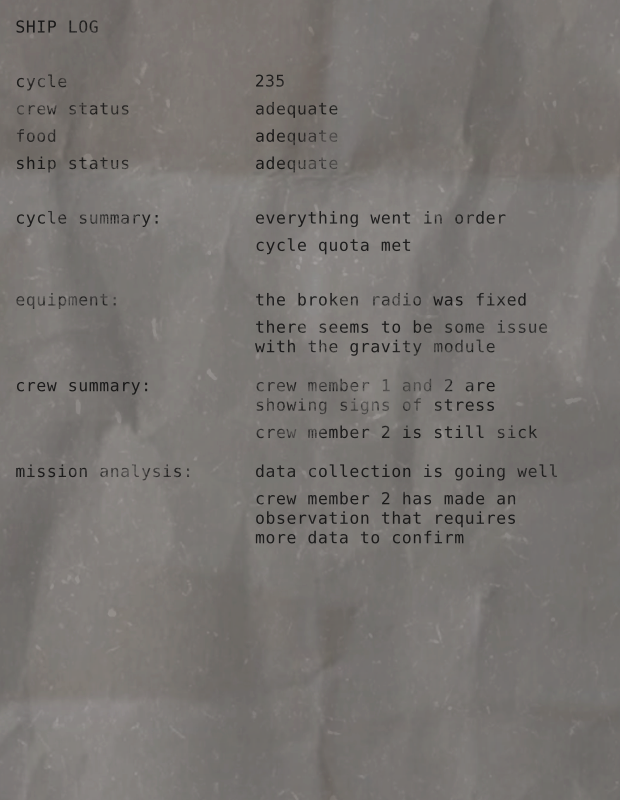 SHIP LOG
cycle 235
crew status adequate
food adequate
ship status adequate
cycle summary: everything went in order
cycle quota met
equipment: the broken radio was fixed
there seems to be some issue
with the gravity module
crew summary: crew member 1 and 2 are
showing signs of stress
crew member 2 is still sick
mission analysis: data collection is going well
crew member 2 has made an
observation that requires
more data to confirm